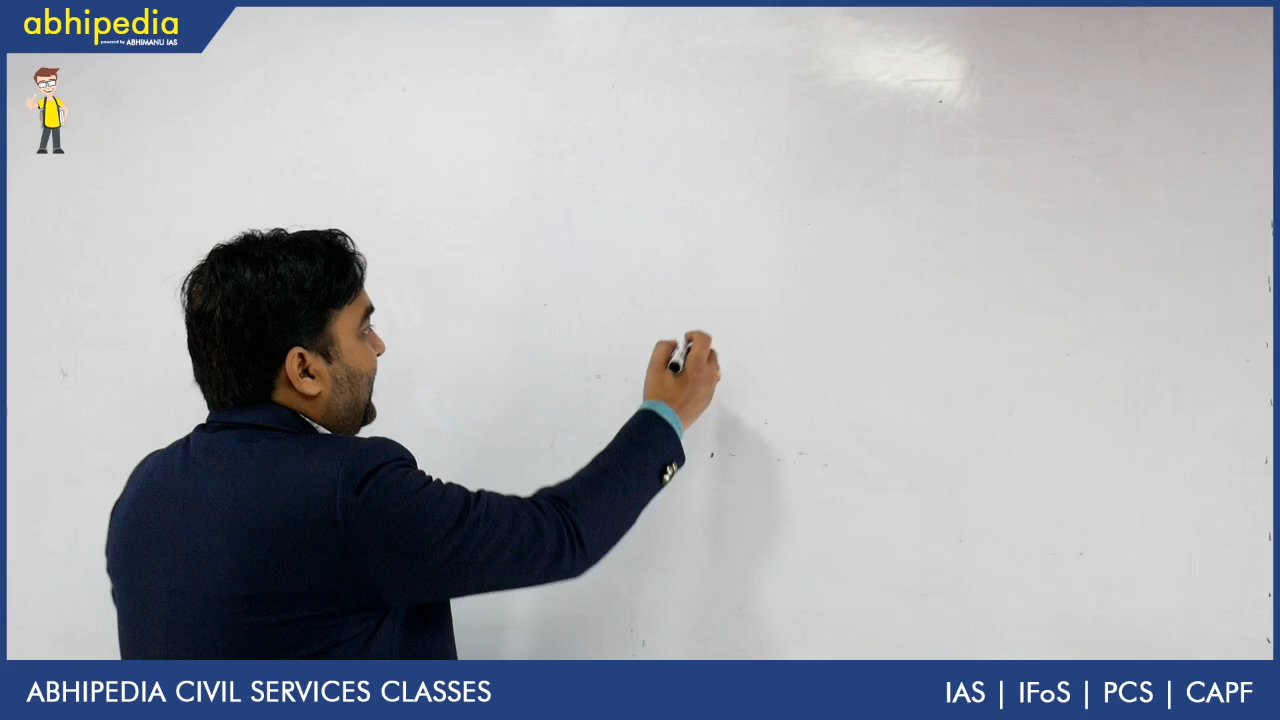 abhipedia
powered by ABHIMANU IAS
ABHIPEDIA CIVIL SERVICES CLASSES
IAS | IFoS | PCS | CAPF